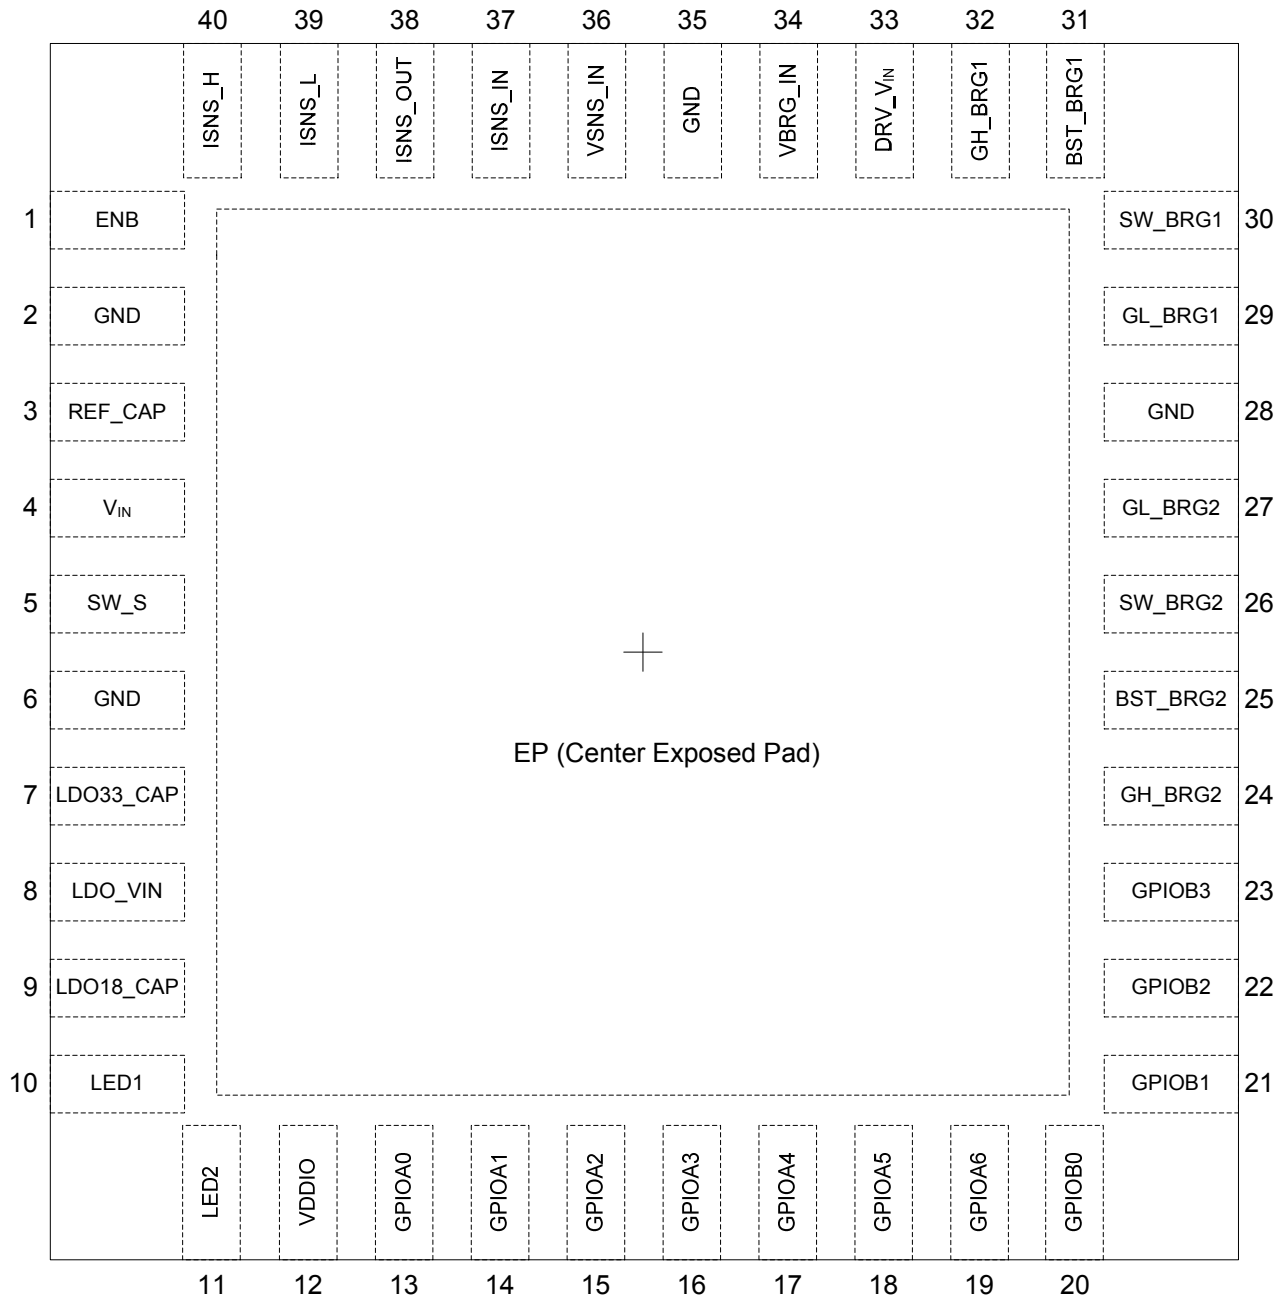 40 39 38 37 36 35 34 33 32 31
ISNS_H
ISNS_L
ISNS_OUT
ISNS_IN
VSNS_IN
GND
VBRG_IN
DRV_VIN
GH_BRG1
BST_BRG1
1 ENB
SW_BRG1 30
2 GND
GL_BRG1 29
3 REF_CAP
GND 28
4 VIN
GL_BRG2 27
5 SW_S
SW_BRG2 26
6 GND
BST_BRG2 25
EP (Center Exposed Pad)
7 LDO33_CAP
GH_BRG2 24
8 LDO_VIN
GPIOB3 23
9 LDO18_CAP
GPIOB2 22
10 LED1
GPIOB1 21
LED2
VDDIO
GPIOA0
GPIOA1
GPIOA2
GPIOA3
GPIOA4
GPIOA5
GPIOA6
GPIOB0
11 12 13 14 15 16 17 18 19 20